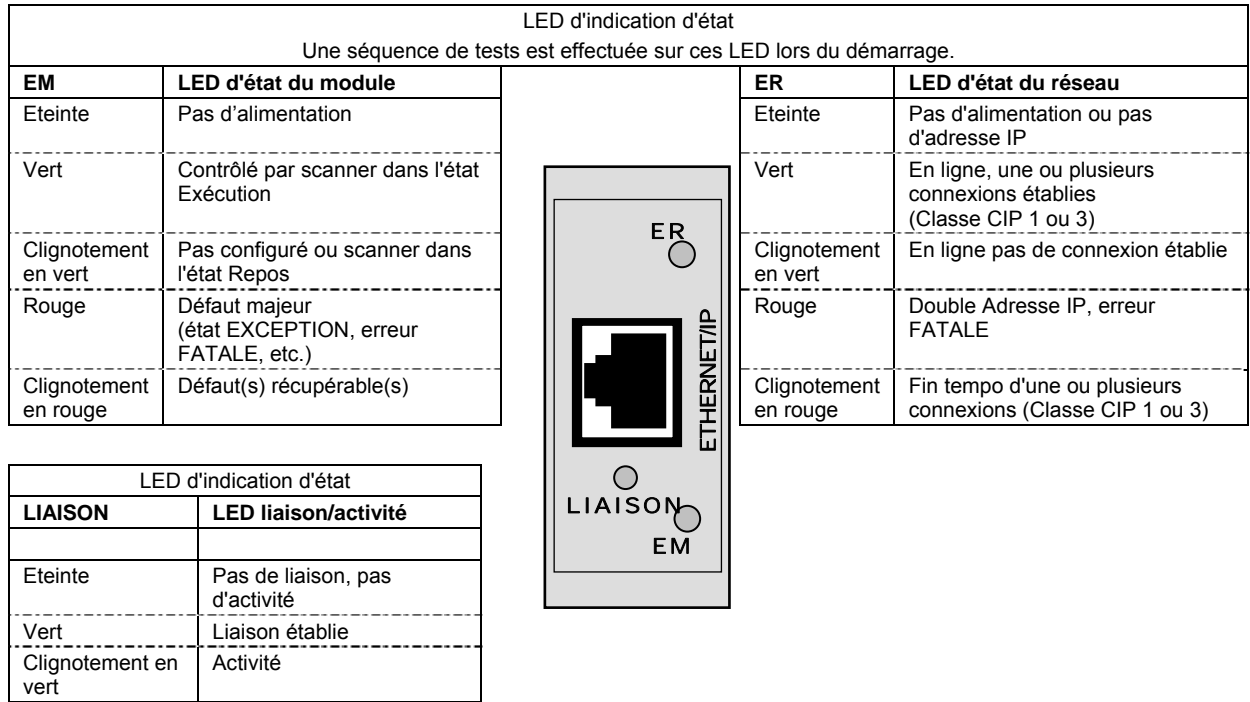 LED d'indication d'état
Une séquence de tests est effectuée sur ces LED lors du démarrage.
EM LED d'état du module
Eteinte Pas d’alimentation
Vert Contrôlé par scanner dans l'état
Exécution
Clignotement Pas configuré ou scanner dans
en vert l'état Repos
Rouge Défaut majeur
(état EXCEPTION, erreur
FATALE, etc.)
Clignotement Défaut(s) récupérable(s)
en rouge
ER
ETHERNET/IP
LIAISON
EM
ER LED d'état du réseau
Eteinte Pas d'alimentation ou pas
d'adresse IP
Vert En ligne, une ou plusieurs
connexions établies
(Classe CIP 1 ou 3)
Clignotement En ligne pas de connexion établie
en vert
Rouge Double Adresse IP, erreur
FATALE
Clignotement Fin tempo d'une ou plusieurs
en rouge connexions (Classe CIP 1 ou 3)
LED d'indication d'état
LIAISON LED liaison/activité
Eteinte Pas de liaison, pas
d'activité
Vert Liaison établie
Clignotement en Activité
vert